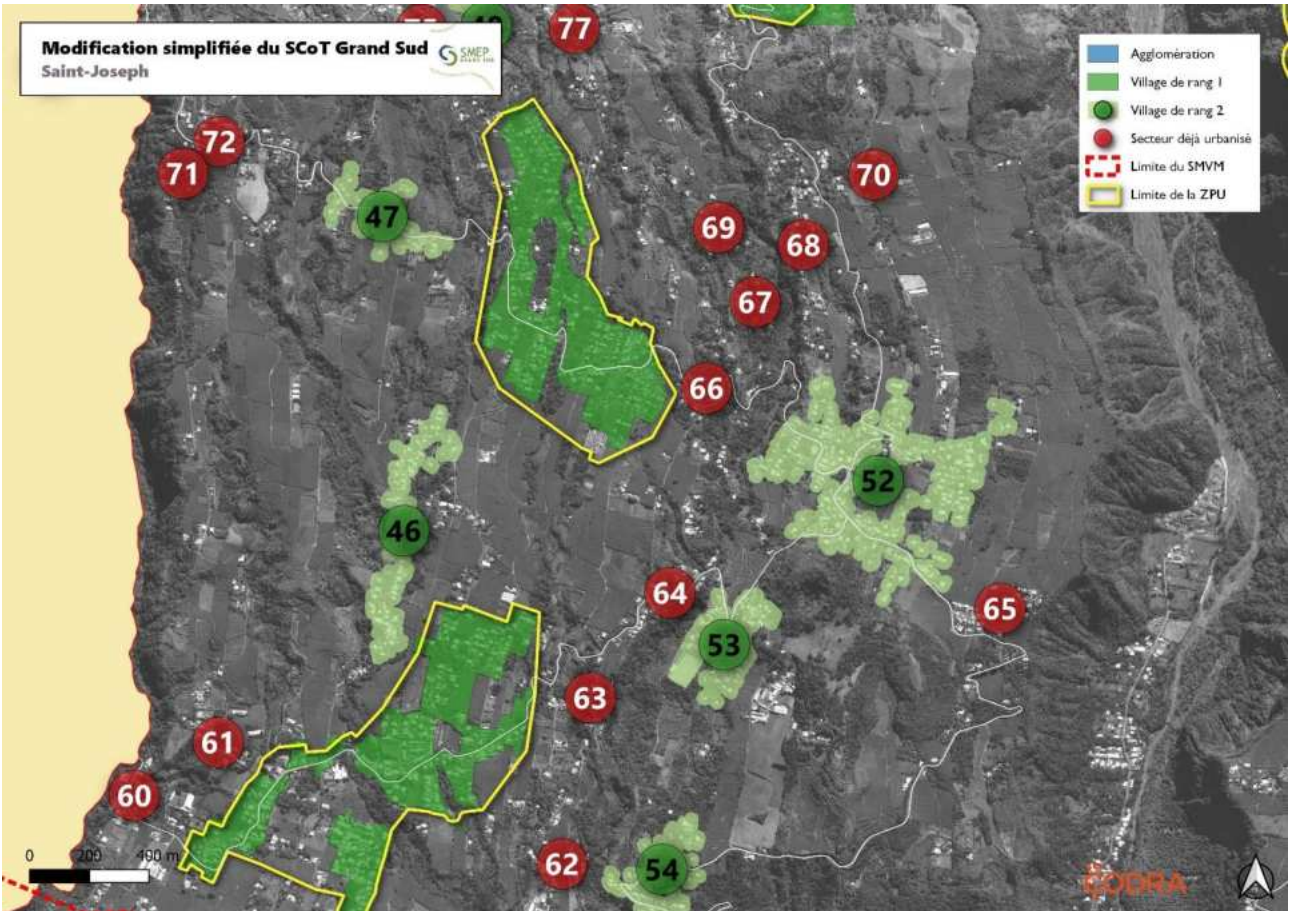 Modification simplifiée du SCoT Grand Sud
Saint-Joseph
SMEP
GRAND SUD
77
Agglomération
Village de rang 1
Village de rang 2
Secteur déjà urbanisé
Limite du SMVM
Limite de la ZPU
72
71
70
47
69
68
67
66
52
46
64
65
53
63
61
60
62
54
0 200 400 m
CODRA